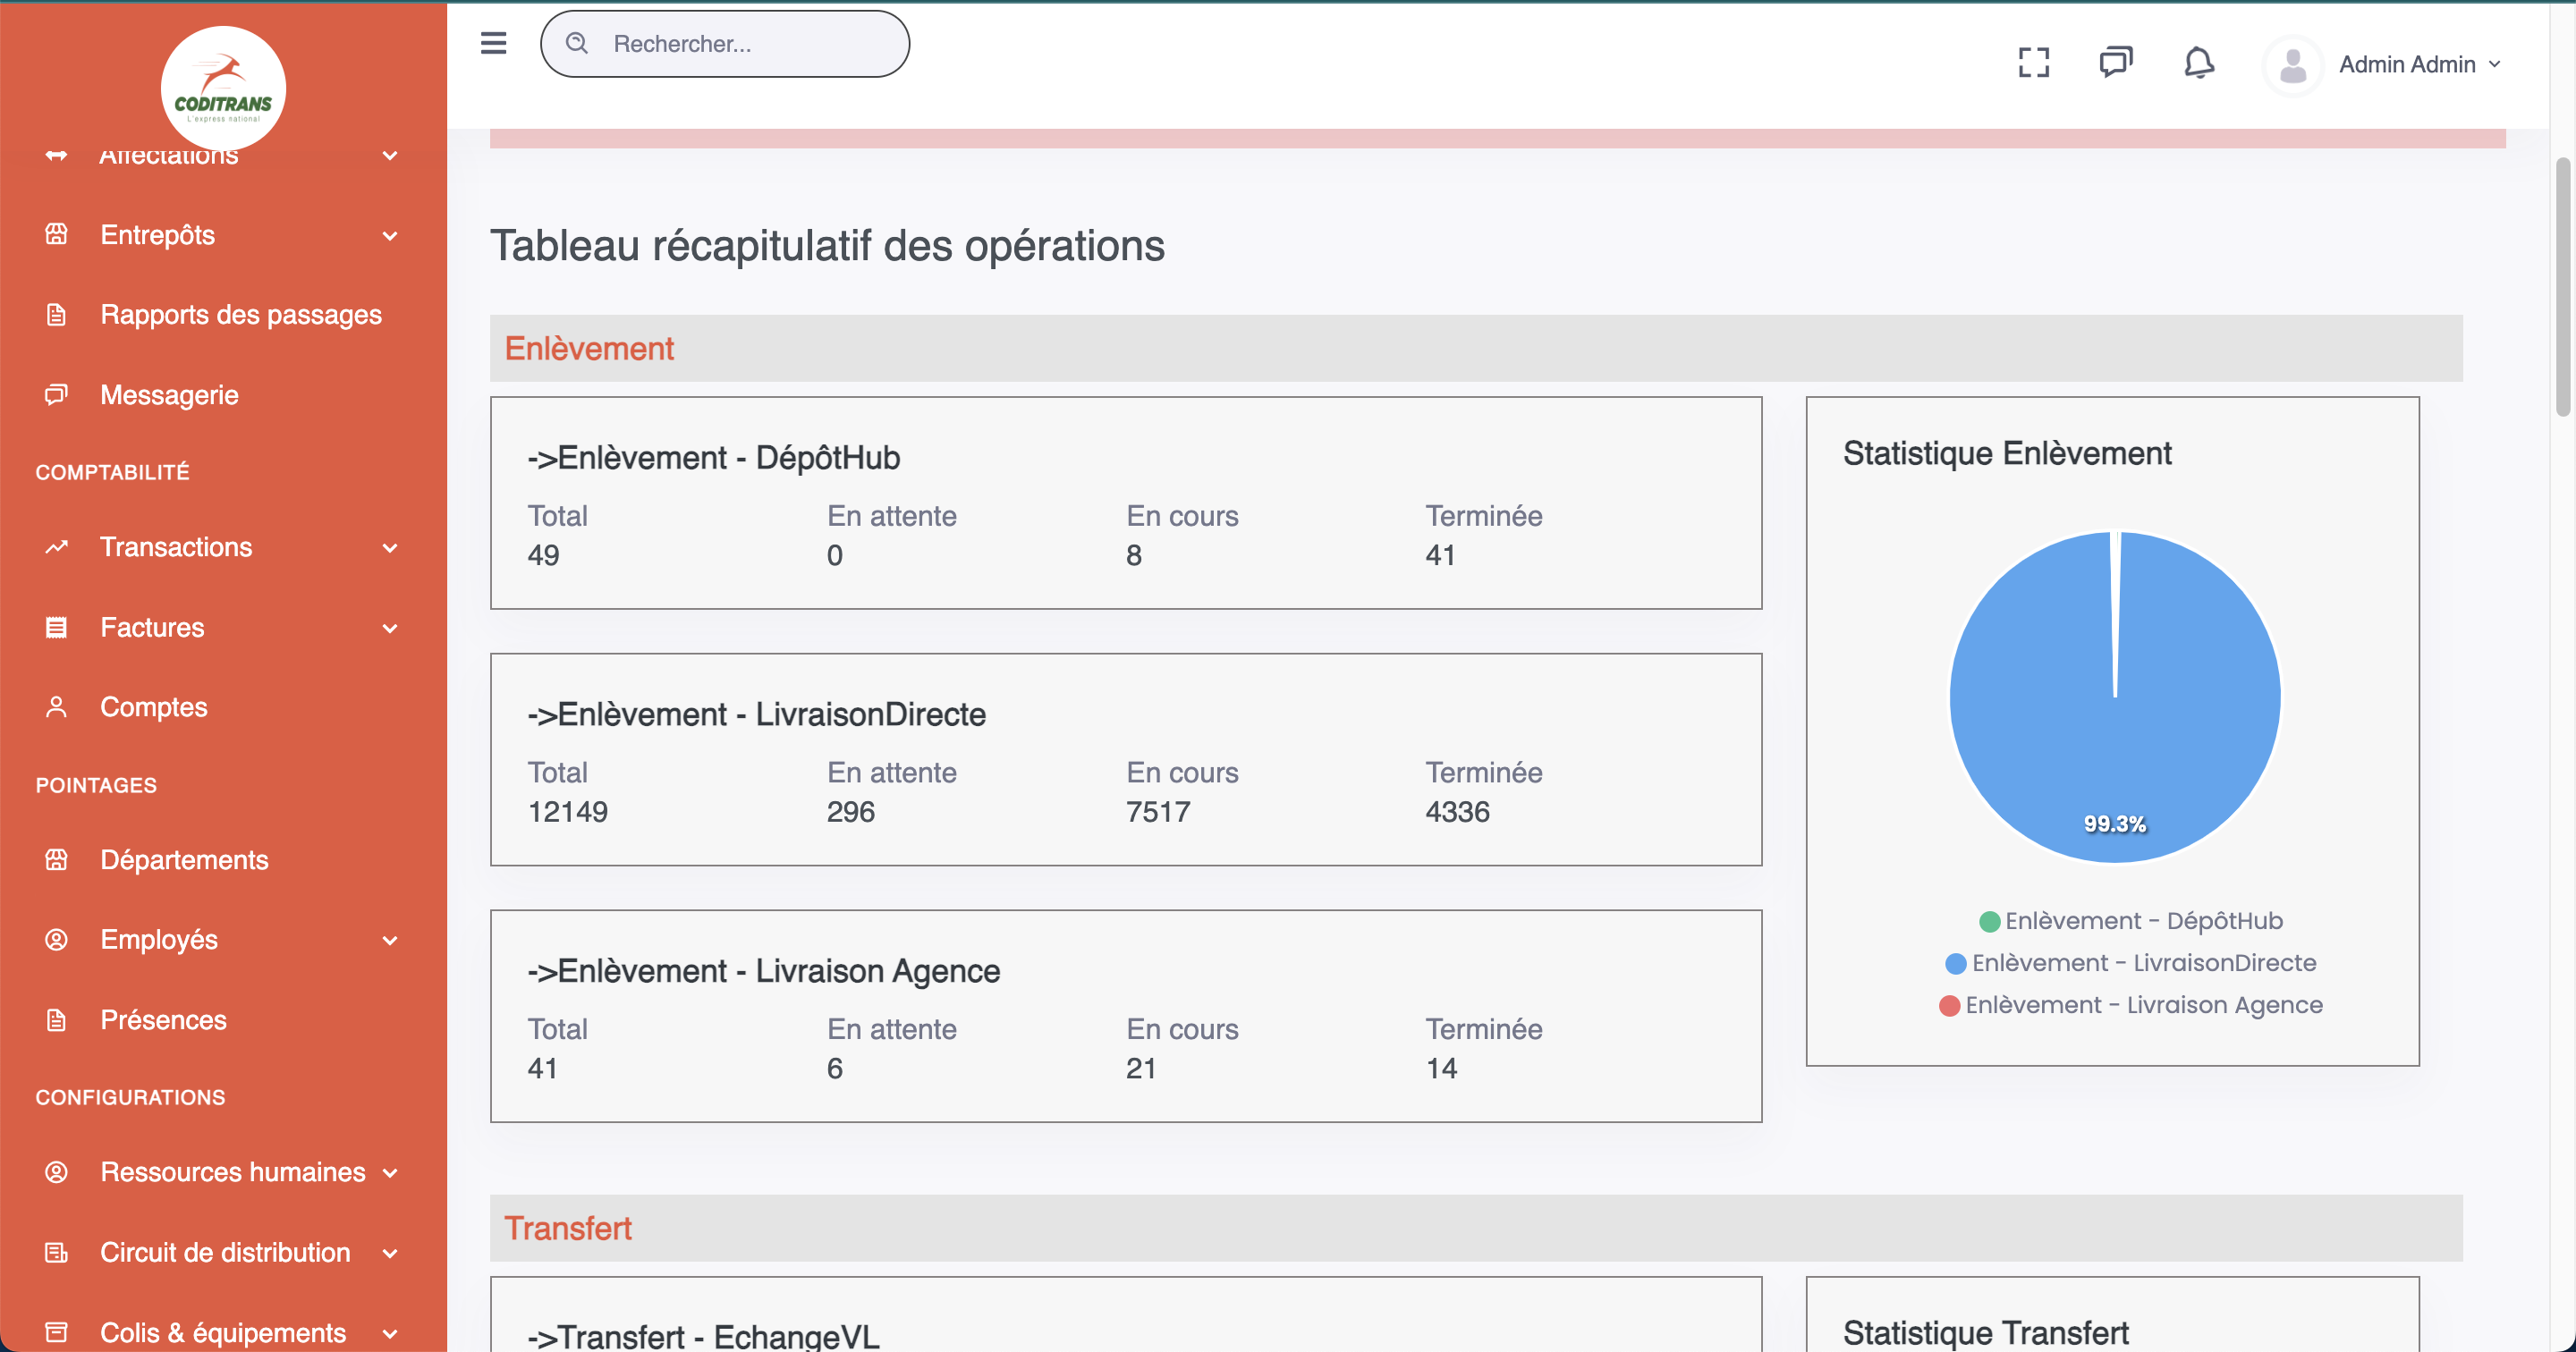 CODITRANS
L'express national
Affectations
Entrepôts
Rapports des passages
Messagerie
COMPTABILITÉ
Transactions
Factures
Comptes
POINTAGES
Départements
Employés
Présences
CONFIGURATIONS
Ressources humaines
Circuit de distribution
Colis & équipements
Rechercher...
Admin Admin
Tableau récapitulatif des opérations
Enlèvement
->Enlèvement - DépôtHub
Total En attente En cours Terminée
49 0 8 41
->Enlèvement - LivraisonDirecte
Total En attente En cours Terminée
12149 296 7517 4336
->Enlèvement - Livraison Agence
Total En attente En cours Terminée
41 6 21 14
Statistique Enlèvement
99.3%
Enlèvement - DépôtHub
Enlèvement - LivraisonDirecte
Enlèvement - Livraison Agence
Transfert
->Transfert - EchangeVL
Statistique Transfert